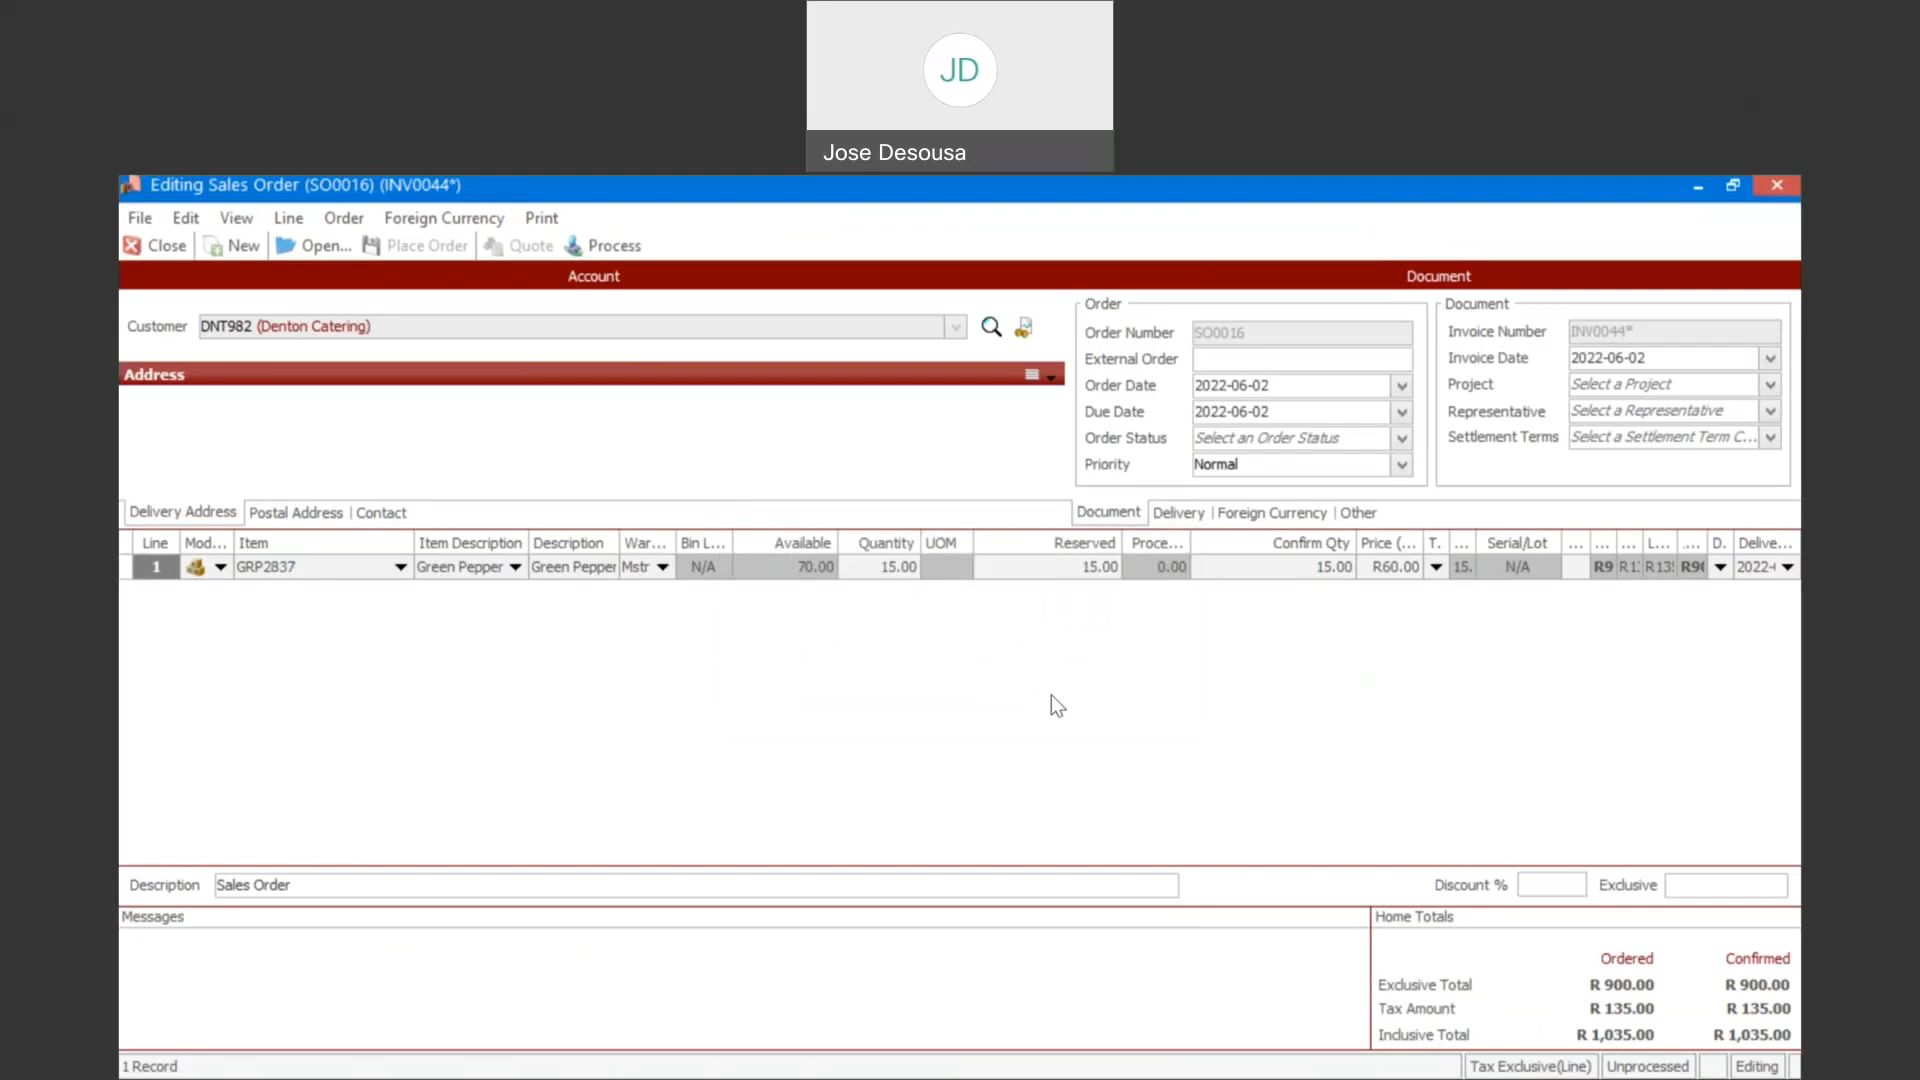 JD
Jose Desousa
Editing Sales Order (SO0016) (INV0044*)
File Edit View Line Order Foreign Currency Print
Close New Open... Place Order Quote Process
Account Document
Customer DNT982 (Denton Catering)
Address
Order
Order Number SO0016
External Order
Order Date 2022-06-02
Due Date 2022-06-02
Order Status Select an Order Status
Priority Normal
Document
Invoice Number INV0044*
Invoice Date 2022-06-02
Project Select a Project
Representative Select a Representative
Settlement Terms Select a Settlement Term C...
Delivery Address Postal Address | Contact
Document Delivery | Foreign Currency | Other
Line Mod... Item Item Description Description War... Bin L... Available Quantity UOM Reserved Proce... Confirm Qty Price (... T. ... Serial/Lot ... ... ... L... ... D. Delive...
1 GRP2837 Green Pepper Green Pepper Mstr N/A 70.00 15.00 15.00 0.00 15.00 R60.00 15. N/A R9 R1 R13 R9 2022-
Description Sales Order Discount % Exclusive
Messages
Home Totals
Ordered Confirmed
Exclusive Total R 900.00 R 900.00
Tax Amount R 135.00 R 135.00
Inclusive Total R 1,035.00 R 1,035.00
1 Record Tax Exclusive(Line) Unprocessed Editing